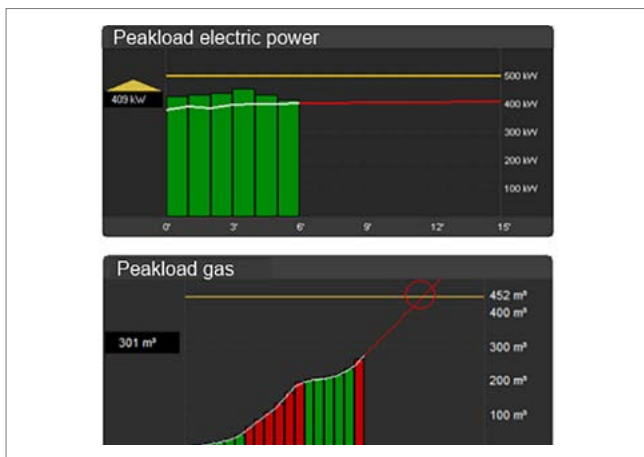 Peakload electric power
500 kW
409 kW
400 kW
300 kW
200 kW
100 kW
0'
3'
6'
9'
12'
15'
Peakload gas
452 m³
400 m³
301 m³
300 m³
200 m³
100 m³